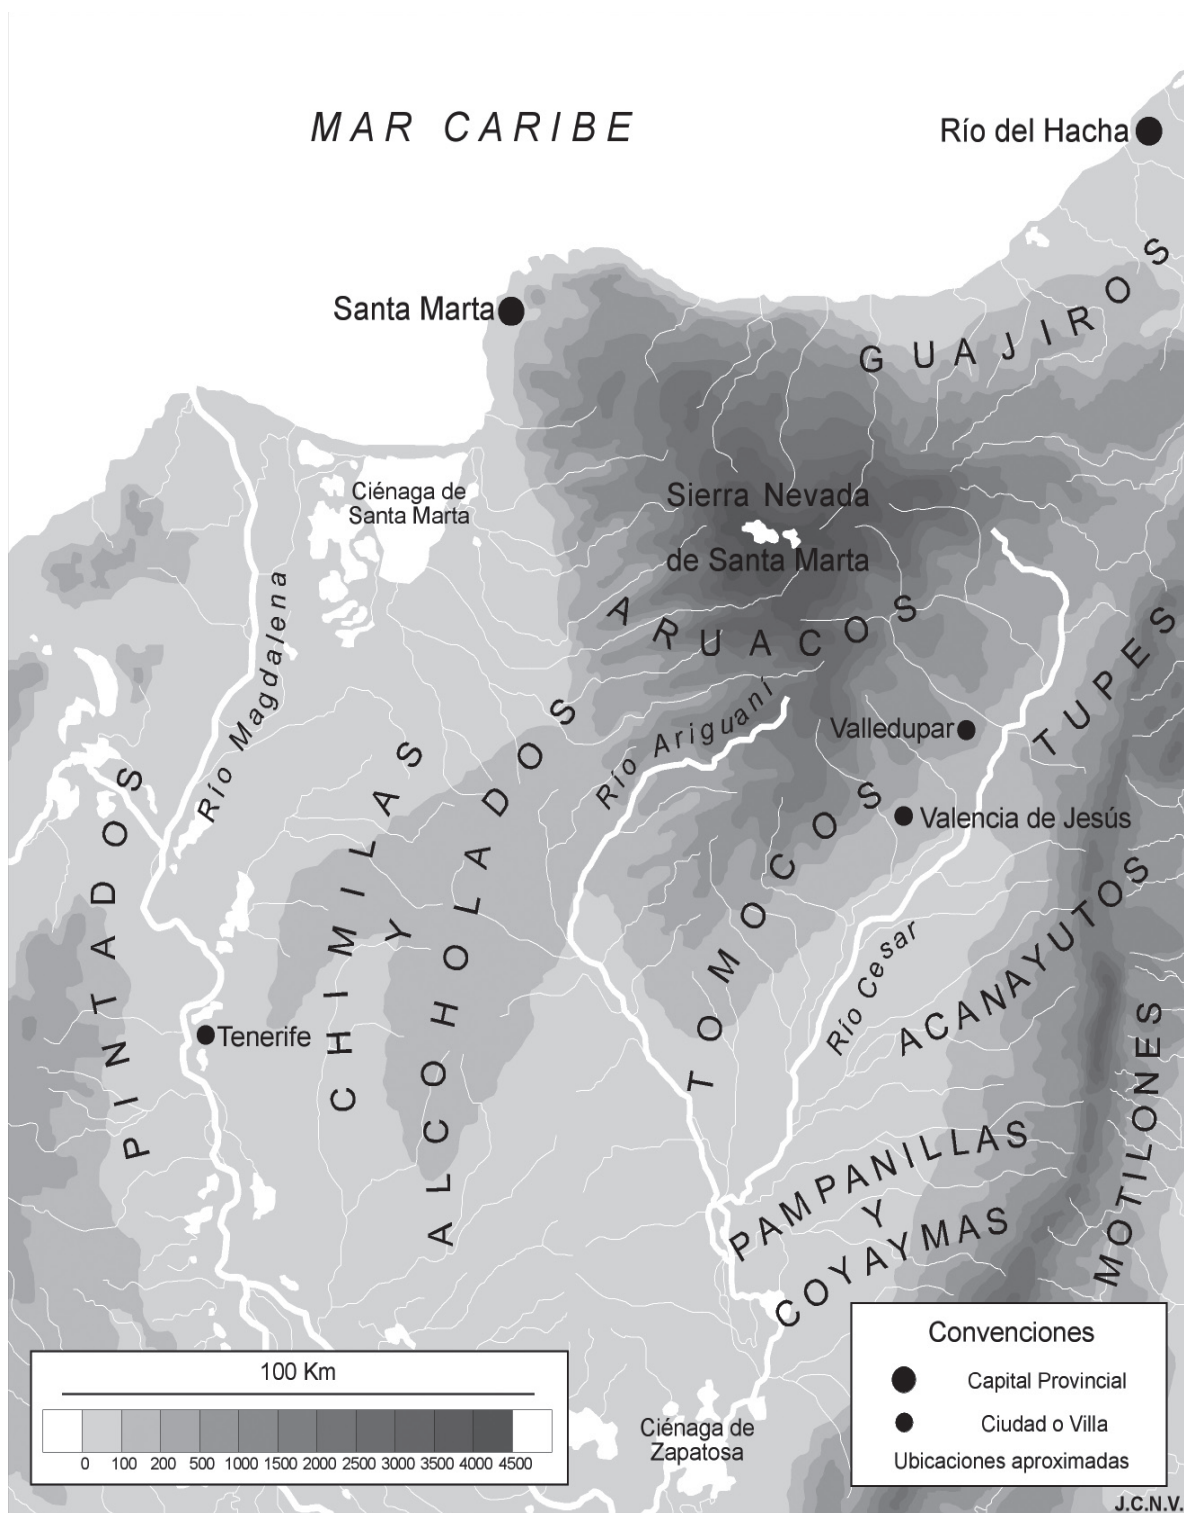 MAR CARIBE
Río del Hacha
Santa Marta
GUAJIROS
Ciénaga de
Santa Marta
Sierra Nevada
de Santa Marta
ARUACOS
Río Magdalena
Río Ariguaní
TUPES
Valledupar
Valencia de Jesús
PINTADOS
CHIMILAS
Y
ALCOHOLADOS
TOMOCOS
Río Cesar
ACANAYUTOS
MOTILONES
Tenerife
PAMPANILLAS
Y
COYAYMAS
Ciénaga de
Zapatosa
100 Km
0 100 200 500 1000 1500 2000 2500 3000 3500 4000 4500
Convenciones
Capital Provincial
Ciudad o Villa
Ubicaciones aproximadas
J.C.N.V.